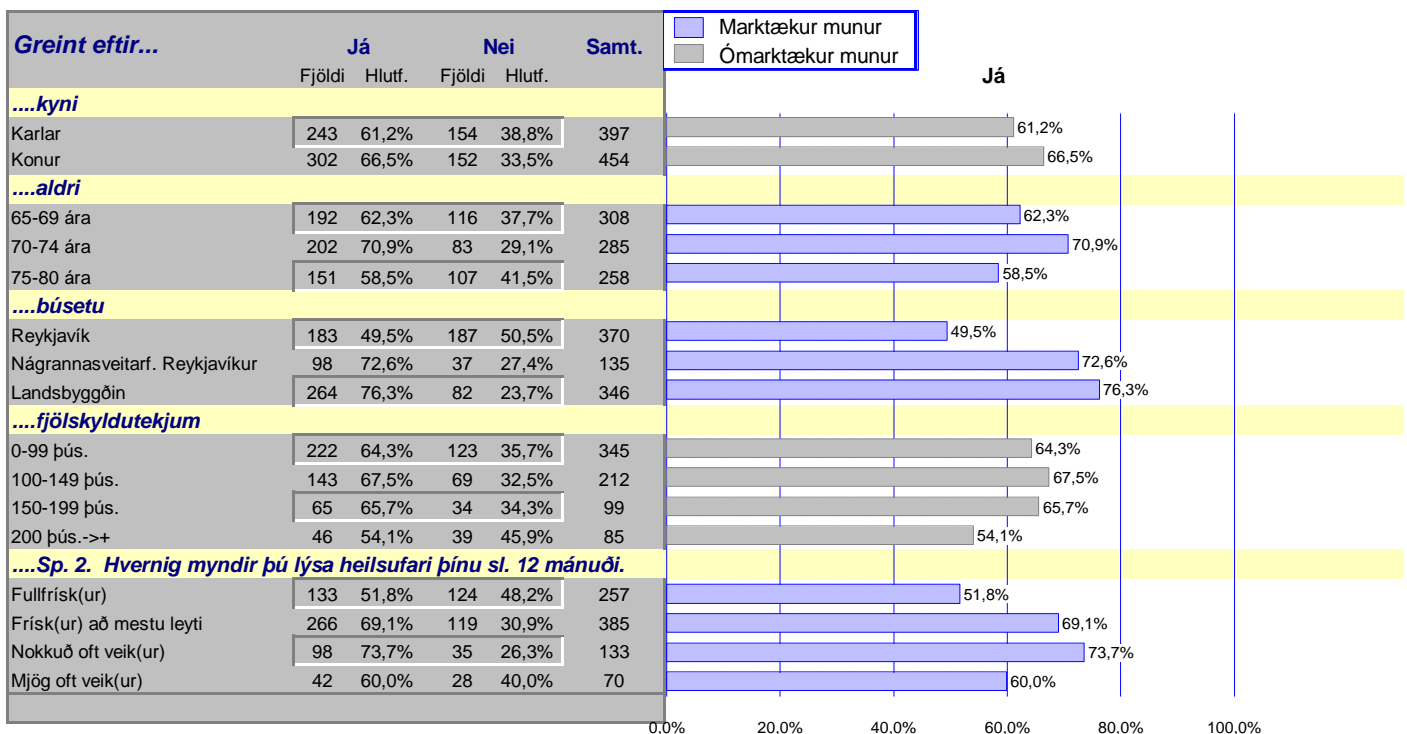 Marktækur munur
Ómarktækur munur
Greint eftir... Já Nei Samt.
Fjöldi Hlutf. Fjöldi Hlutf.
Já
....kyni
Karlar 243 61,2% 154 38,8% 397 61,2%
Konur 302 66,5% 152 33,5% 454 66,5%
....aldri
65-69 ára 192 62,3% 116 37,7% 308 62,3%
70-74 ára 202 70,9% 83 29,1% 285 70,9%
75-80 ára 151 58,5% 107 41,5% 258 58,5%
....búsetu
Reykjavík 183 49,5% 187 50,5% 370 49,5%
Nágrannasveitarf. Reykjavíkur 98 72,6% 37 27,4% 135 72,6%
Landsbyggðin 264 76,3% 82 23,7% 346 76,3%
....fjölskyldutekjum
0-99 þús. 222 64,3% 123 35,7% 345 64,3%
100-149 þús. 143 67,5% 69 32,5% 212 67,5%
150-199 þús. 65 65,7% 34 34,3% 99 65,7%
200 þús.->+ 46 54,1% 39 45,9% 85 54,1%
....Sp. 2. Hvernig myndir þú lýsa heilsufari þínu sl. 12 mánuði.
Fullfrísk(ur) 133 51,8% 124 48,2% 257 51,8%
Frísk(ur) að mestu leyti 266 69,1% 119 30,9% 385 69,1%
Nokkuð oft veik(ur) 98 73,7% 35 26,3% 133 73,7%
Mjög oft veik(ur) 42 60,0% 28 40,0% 70 60,0%
0.0% 20.0% 40.0% 60.0% 80.0% 100.0%